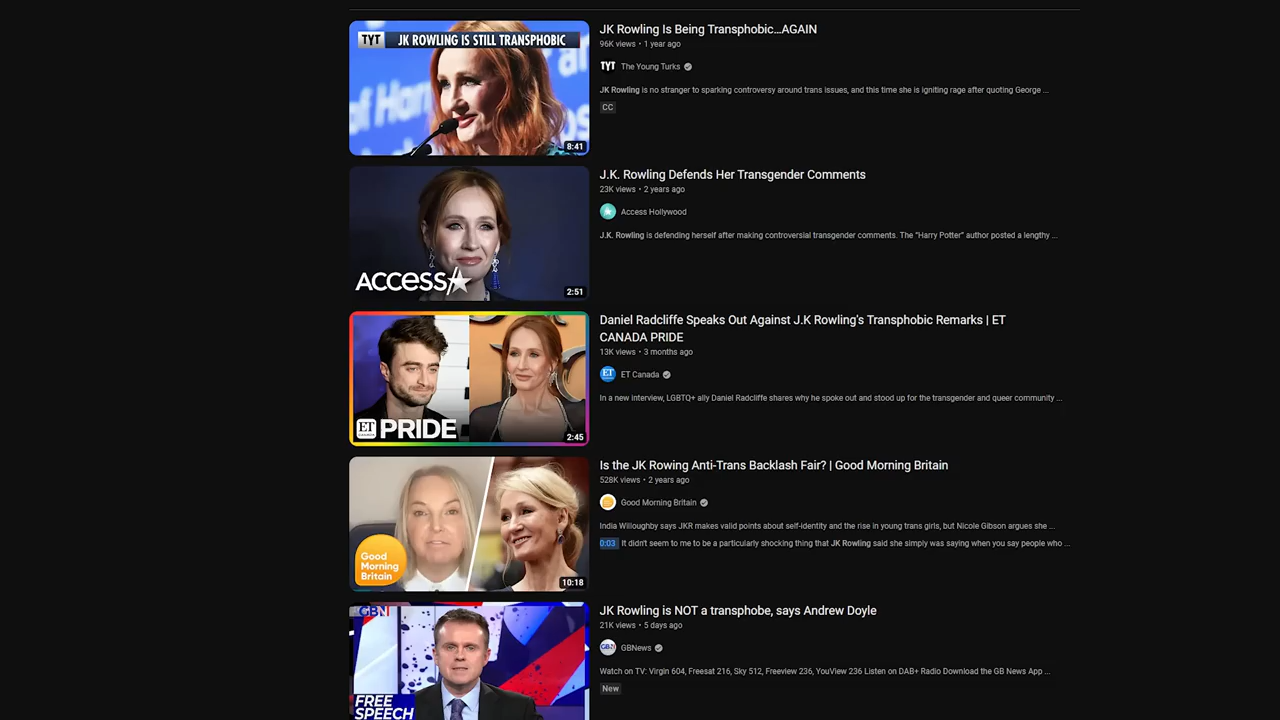 TYT JK ROWLING IS STILL TRANSPHOBIC
8:41
JK Rowling Is Being Transphobic...AGAIN
96K views • 1 year ago
TYT The Young Turks
JK Rowling is no stranger to sparking controversy around trans issues, and this time she is igniting rage after quoting George ...
CC
ACCESS
2:51
J.K. Rowling Defends Her Transgender Comments
23K views • 2 years ago
Access Hollywood
J.K. Rowling is defending herself after making controversial transgender comments. The "Harry Potter" author posted a lengthy ...
ET CANADA PRIDE
2:45
Daniel Radcliffe Speaks Out Against J.K Rowling's Transphobic Remarks | ET
CANADA PRIDE
13K views • 3 months ago
ET Canada
In a new interview, LGBTQ+ ally Daniel Radcliffe shares why he spoke out and stood up for the transgender and queer community ...
Good
Morning
Britain
10:18
Is the JK Rowing Anti-Trans Backlash Fair? | Good Morning Britain
528K views • 2 years ago
Good Morning Britain
India Willoughby says JKR makes valid points about self-identity and the rise in young trans girls, but Nicole Gibson argues she ...
0:03 It didn't seem to me to be a particularly shocking thing that JK Rowling said she simply was saying when you say people who ...
GBN
FREE
SPEECH
JK Rowling is NOT a transphobe, says Andrew Doyle
21K views • 5 days ago
GBN GBNews
Watch on TV: Virgin 604, Freesat 216, Sky 512, Freeview 236, YouView 236 Listen on DAB+ Radio Download the GB News App ...
New